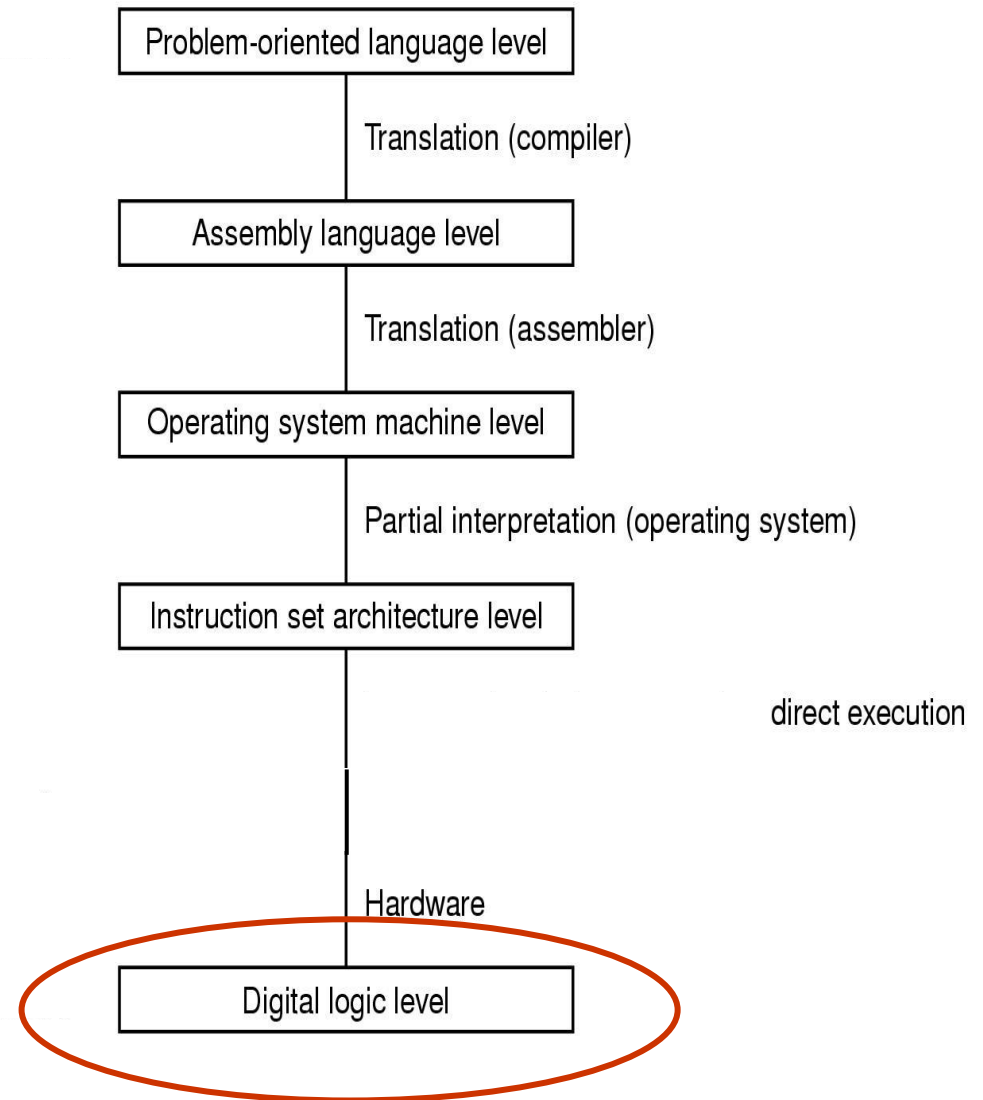 Problem-oriented language level
Translation (compiler)
Assembly language level
Translation (assembler)
Operating system machine level
Partial interpretation (operating system)
Instruction set architecture level
direct execution
Hardware
Digital logic level